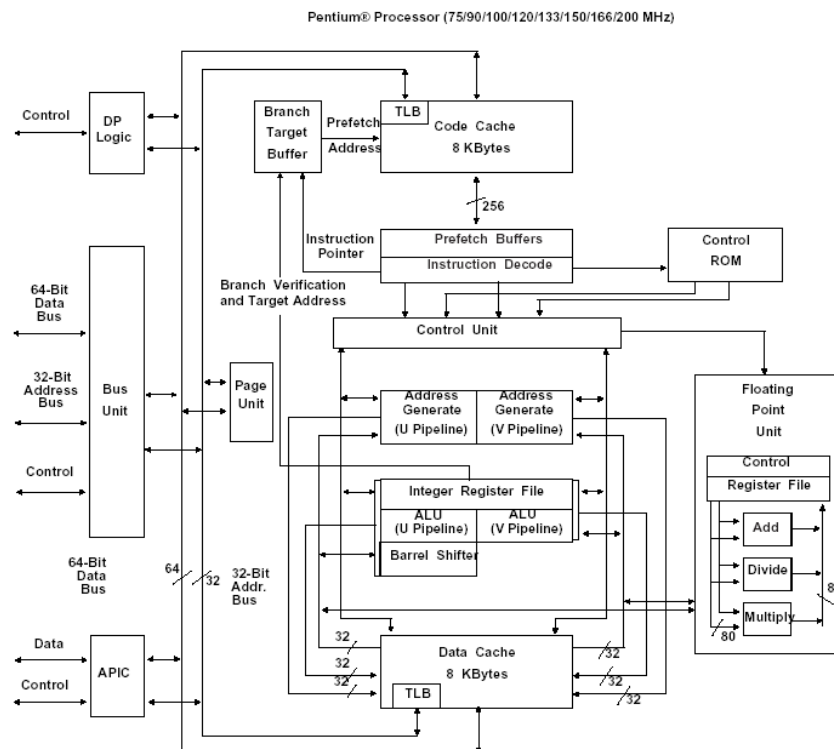 Pentium® Processor (75/90/100/120/133/150/166/200 MHz)
Control
DP
Logic
Branch
Target
Buffer
Prefetch
Address
TLB
Code Cache
8 KBytes
256
Instruction
Pointer
Prefetch Buffers
Instruction Decode
Control
ROM
Branch Verification
and Target Address
64-Bit
Data
Bus
32-Bit
Address
Bus
Control
Bus
Unit
Page
Unit
Control Unit
Address
Generate
(U Pipeline)
Address
Generate
(V Pipeline)
Integer Register File
ALU
(U Pipeline)
ALU
(V Pipeline)
Barrel Shifter
Floating
Point
Unit
Control
Register File
Add
Divide
Multiply
80
64-Bit
Data
Bus
64
32
32-Bit
Addr.
Bus
Data
Control
APIC
32
32
32
Data Cache
8 KBytes
TLB
32
32
32